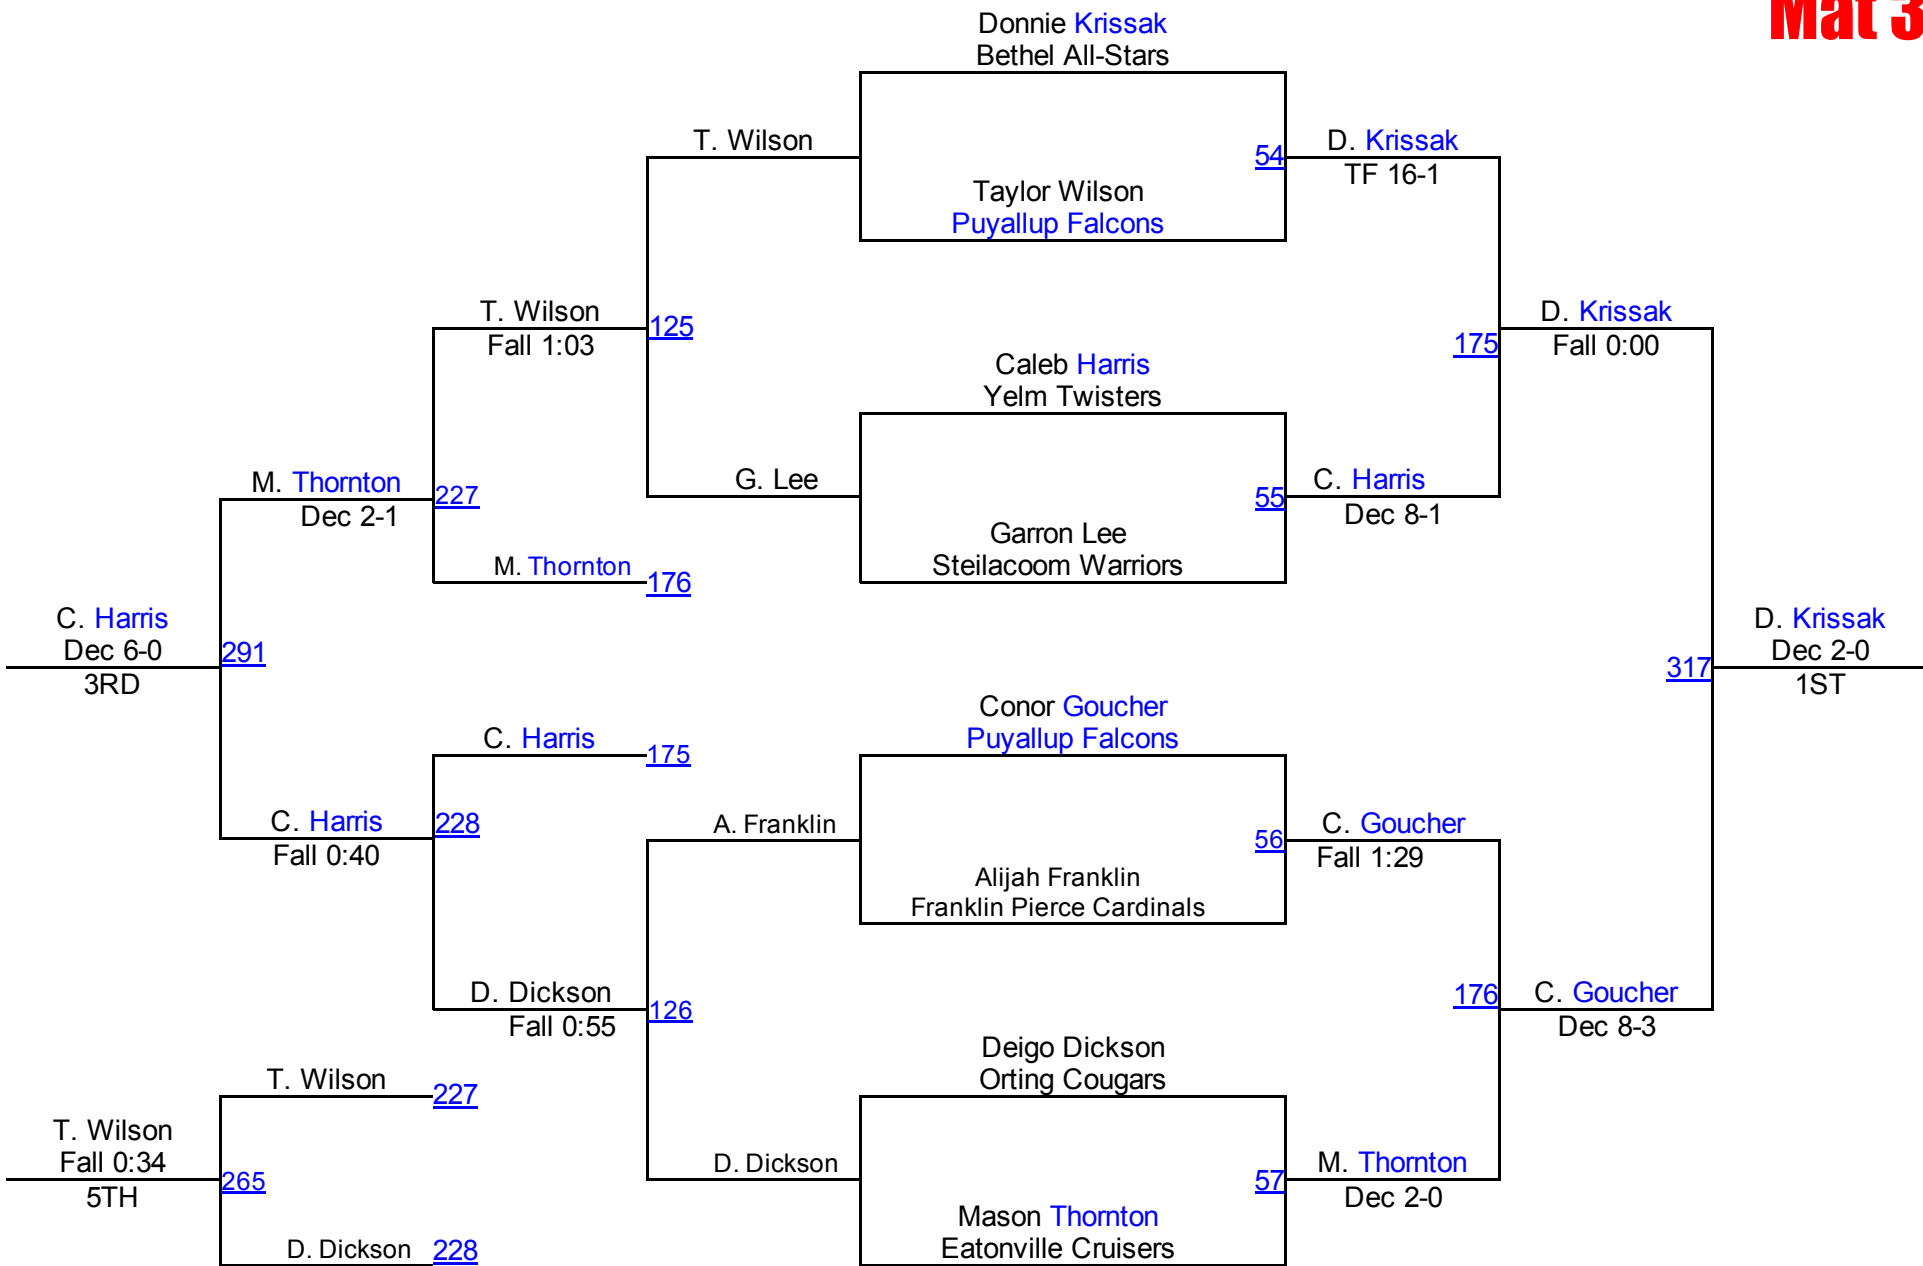 Mat 3
Donnie Krissak
Bethel All-Stars
T. Wilson
54
D. Krissak
TF 16-1
Taylor Wilson
Puyallup Falcons
T. Wilson
Fall 1:03
125
D. Krissak
Fall 0:00
175
Caleb Harris
Yelm Twisters
M. Thornton
Dec 2-1
227
G. Lee
55
C. Harris
Dec 8-1
Garron Lee
Steilacoom Warriors
M. Thornton
176
C. Harris
Dec 6-0
3RD
291
317
D. Krissak
Dec 2-0
1ST
Conor Goucher
Puyallup Falcons
C. Harris
175
C. Harris
Fall 0:40
228
A. Franklin
56
C. Goucher
Fall 1:29
Alijah Franklin
Franklin Pierce Cardinals
D. Dickson
Fall 0:55
126
176
C. Goucher
Dec 8-3
Deigo Dickson
Orting Cougars
T. Wilson
227
T. Wilson
Fall 0:34
5TH
265
D. Dickson
57
M. Thornton
Dec 2-0
Mason Thornton
Eatonville Cruisers
D. Dickson
228